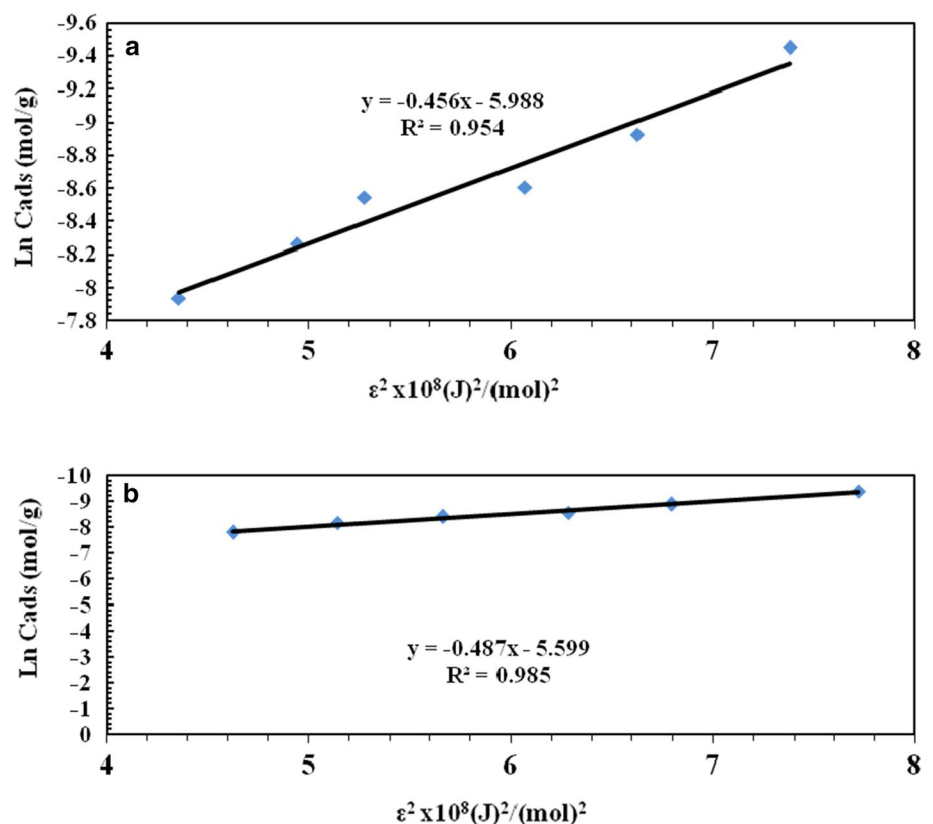 a
-9.6
-9.4
-9.2
-9
-8.8
-8.6
-8.4
-8.2
-8
-7.8
Ln Cads (mol/g)
y = -0.456x - 5.988
R² = 0.954
4 5 6 7 8
ε² x10⁸(J)²/(mol)²
b
-10
-9
-8
-7
-6
-5
-4
-3
-2
-1
0
Ln Cads (mol/g)
y = -0.487x - 5.599
R² = 0.985
4 5 6 7 8
ε² x10⁸(J)²/(mol)²